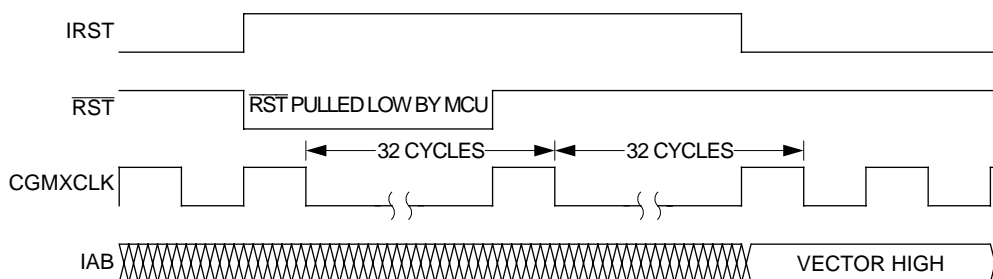 IRST
RST
RST PULLED LOW BY MCU
32 CYCLES
32 CYCLES
CGMXCLK
IAB
VECTOR HIGH